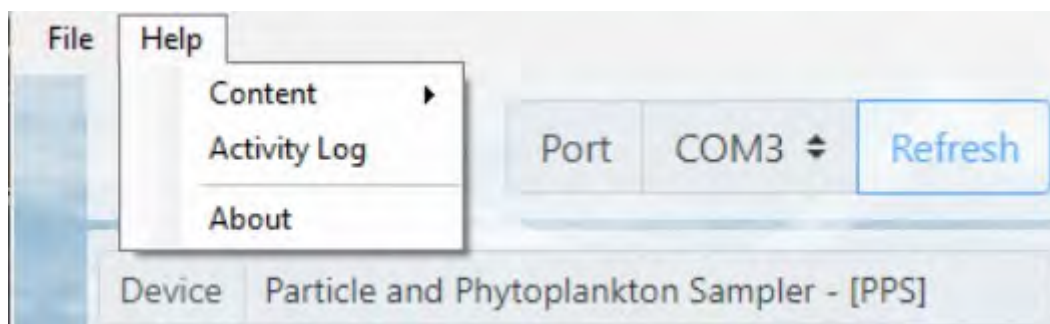 File Help
Content
Activity Log
Port COM3 Refresh
About
Device Particle and Phytoplankton Sampler - [PPS]